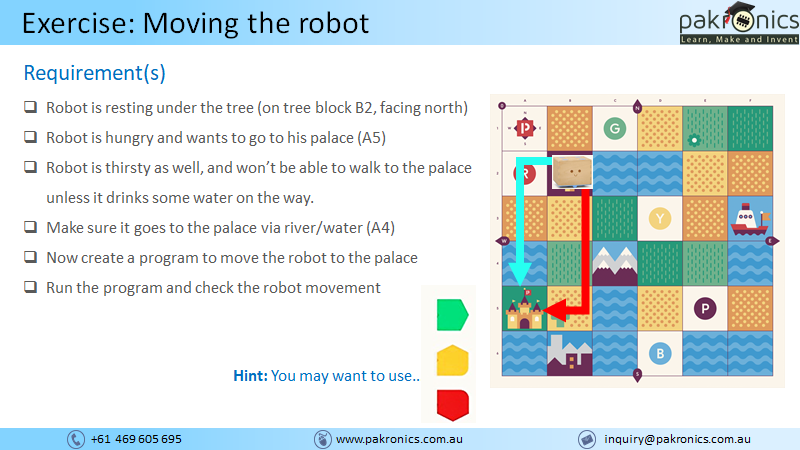 Exercise: Moving the robot
pakronics
Learn, Make and Invent
Requirement(s)
Robot is resting under the tree (on tree block B2, facing north)
Robot is hungry and wants to go to his palace (A5)
Robot is thirsty as well, and won’t be able to walk to the palace
unless it drinks some water on the way.
Make sure it goes to the palace via river/water (A4)
Now create a program to move the robot to the palace
Run the program and check the robot movement
Hint: You may want to use..
N
G
R
Y
W
E
P
B
S
+61 469 605 695
www.pakronics.com.au
inquiry@pakronics.com.au